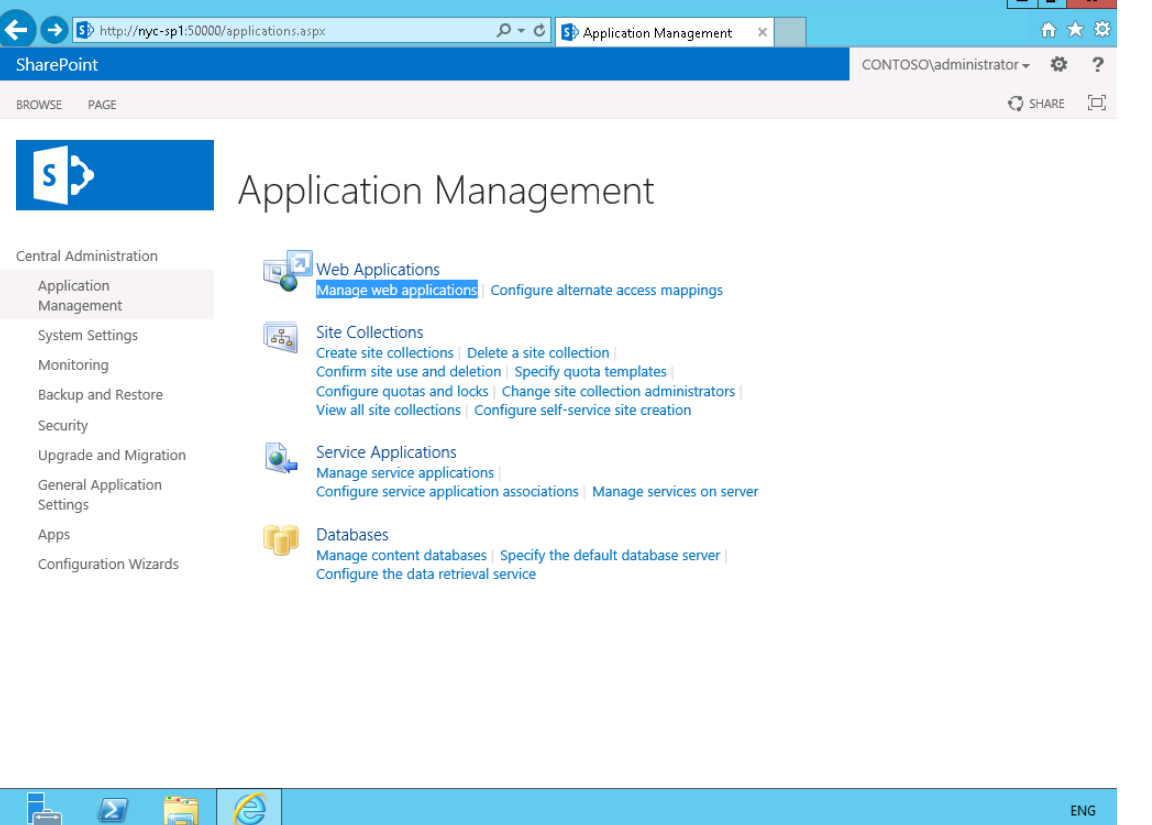 http://nyc-sp1:50000/applications.aspx
Application Management
SharePoint
CONTOSO\administrator
?
BROWSE PAGE
SHARE
S
Application Management
Central Administration
Application
Management
System Settings
Monitoring
Backup and Restore
Security
Upgrade and Migration
General Application
Settings
Apps
Configuration Wizards
Web Applications
Manage web applications | Configure alternate access mappings
Site Collections
Create site collections | Delete a site collection |
Confirm site use and deletion | Specify quota templates |
Configure quotas and locks | Change site collection administrators |
View all site collections | Configure self-service site creation
Service Applications
Manage service applications |
Configure service application associations | Manage services on server
Databases
Manage content databases | Specify the default database server |
Configure the data retrieval service
ENG